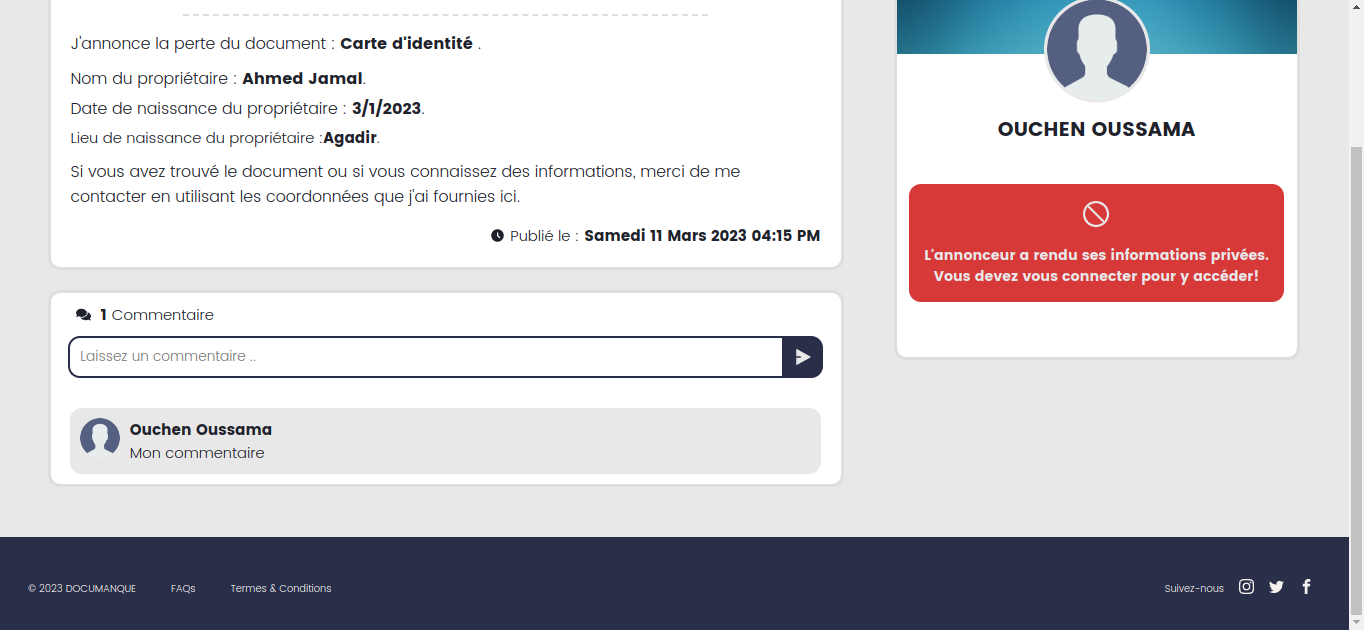 J'annonce la perte du document : Carte d'identité .
Nom du propriétaire : Ahmed Jamal.
Date de naissance du propriétaire : 3/1/2023.
Lieu de naissance du propriétaire :Agadir.
Si vous avez trouvé le document ou si vous connaissez des informations, merci de me
contacter en utilisant les coordonnées que j'ai fournies ici.
Publié le : Samedi 11 Mars 2023 04:15 PM
1 Commentaire
Laissez un commentaire ..
Ouchen Oussama
Mon commentaire
OUCHEN OUSSAMA
L'annonceur a rendu ses informations privées.
Vous devez vous connecter pour y accéder!
© 2023 DOCUMANQUE FAQs Termes & Conditions Suivez-nous